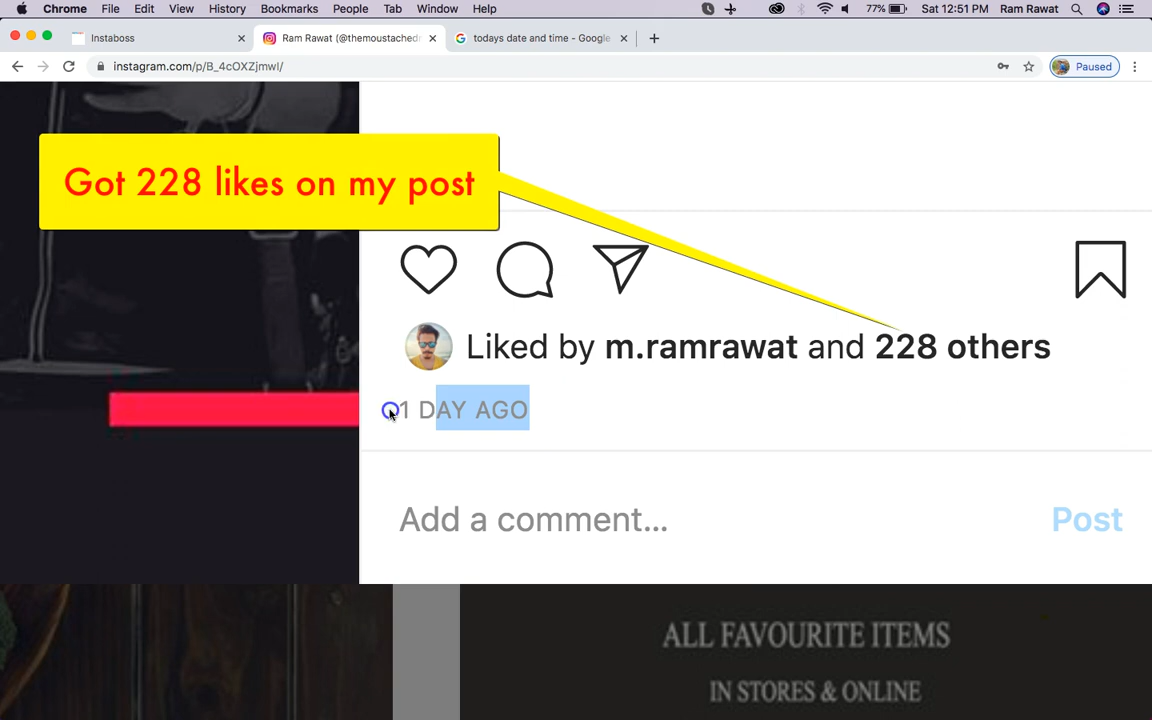 Chrome File Edit View History Bookmarks People Tab Window Help 77% Sat 12:51 PM Ram Rawat
Instaboss
Ram Rawat (@themoustachedr
todays date and time - Google
instagram.com/p/B_4cOXZjmwI/
Paused
Got 228 likes on my post
Liked by m.ramrawat and 228 others
1 DAY AGO
Add a comment... Post
ALL FAVOURITE ITEMS
IN STORES & ONLINE